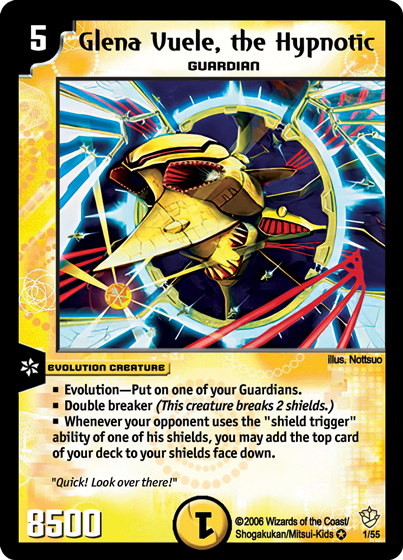 5
Glena Vuele, the Hypnotic
GUARDIAN
illus. Nottsuo
EVOLUTION CREATURE
▪ Evolution—Put on one of your Guardians.
▪ Double breaker (This creature breaks 2 shields.)
▪ Whenever your opponent uses the "shield trigger"
ability of one of his shields, you may add the top card
of your deck to your shields face down.
"Quick! Look over there!"
8500
1
©2006 Wizards of the Coast/
Shogakukan/Mitsui-Kids
1/55